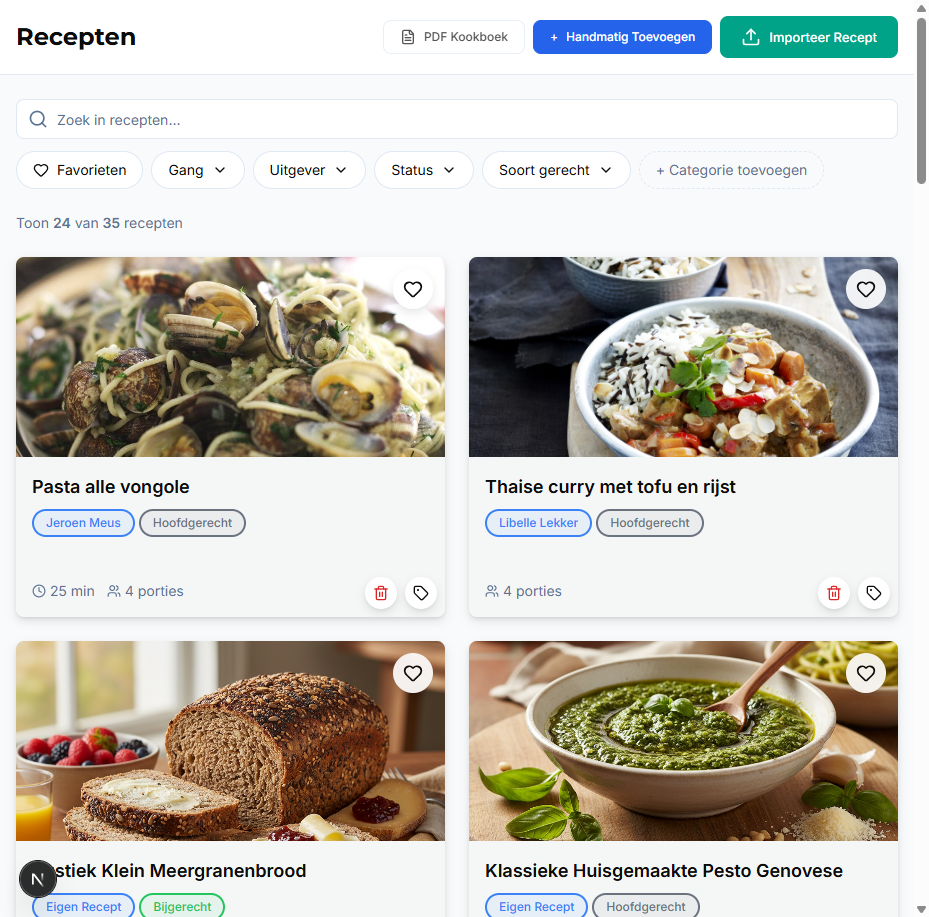 Recepten
PDF Kookboek
+ Handmatig Toevoegen
Importeer Recept
Zoek in recepten...
Favorieten
Gang
Uitgever
Status
Soort gerecht
+ Categorie toevoegen
Toon 24 van 35 recepten
Pasta alle vongole
Jeroen Meus
Hoofdgerecht
25 min
4 porties
Thaise curry met tofu en rijst
Libelle Lekker
Hoofdgerecht
4 porties
Klein Meergranenbrood
Eigen Recept
Bijgerecht
N
Klassieke Huisgemaakte Pesto Genovese
Eigen Recept
Hoofdgerecht